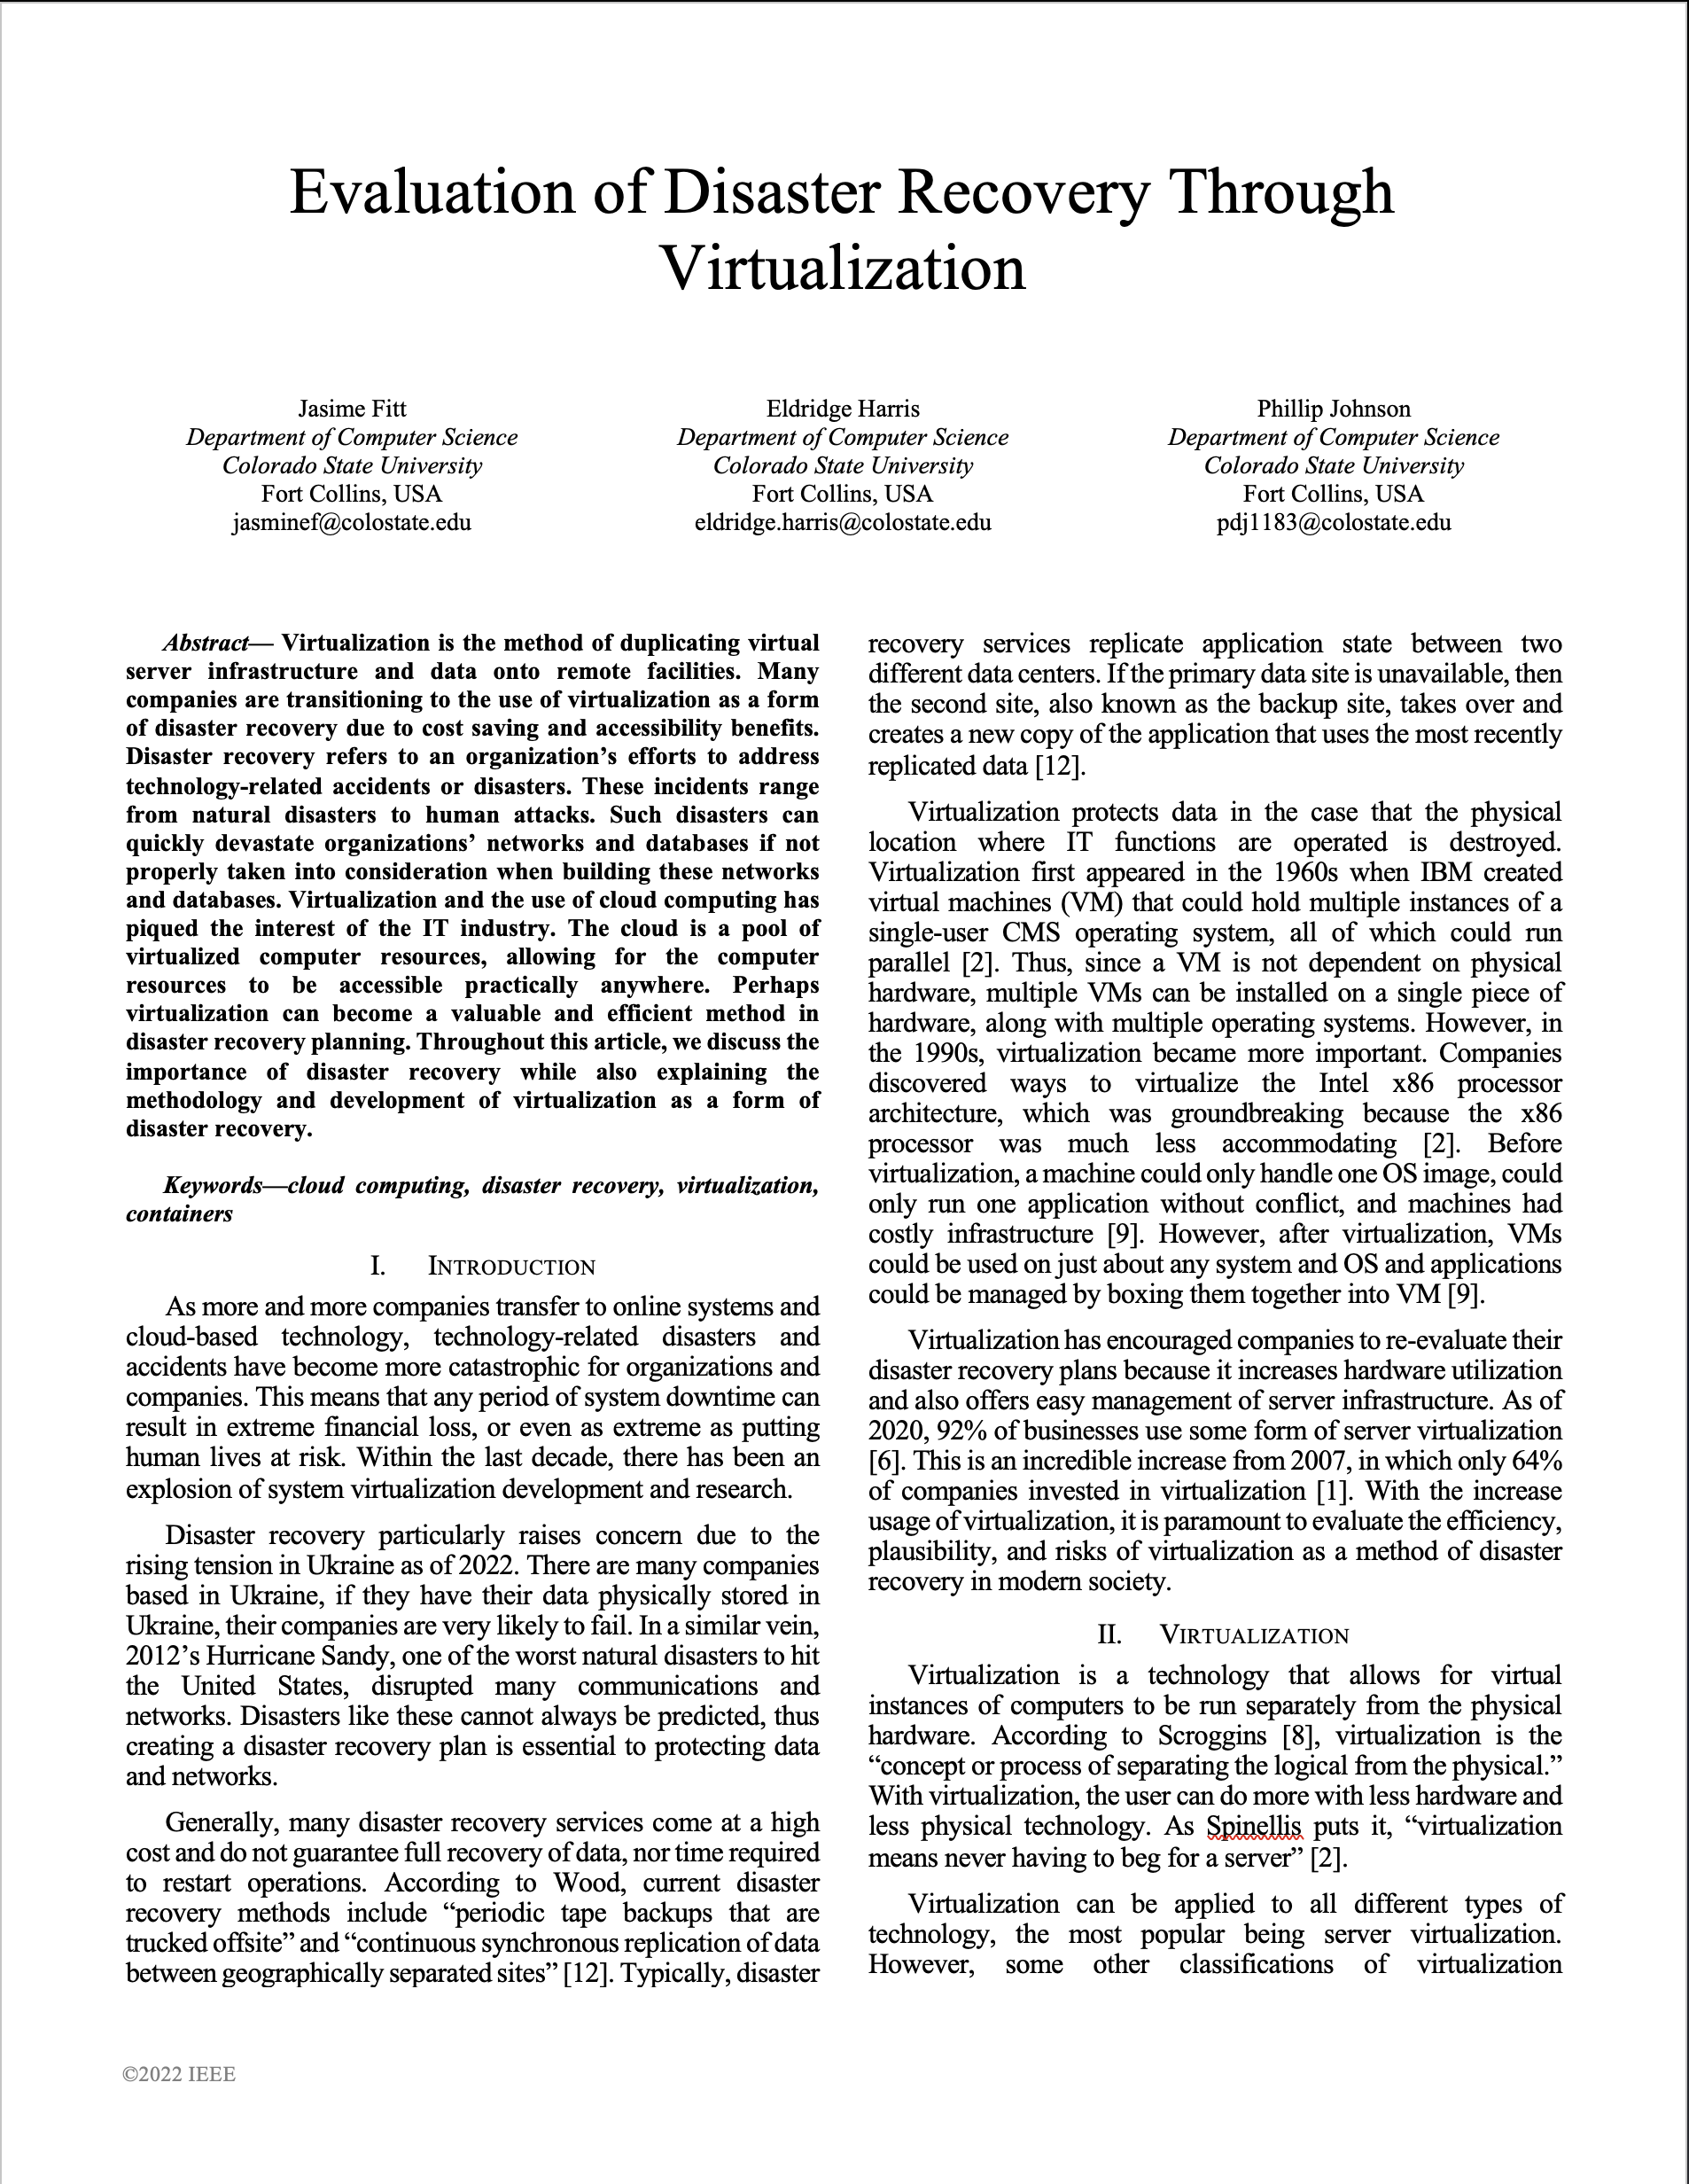 Evaluation of Disaster Recovery Through
Virtualization
Jasime Fitt
Department of Computer Science
Colorado State University
Fort Collins, USA
jasminef@colostate.edu
Eldridge Harris
Department of Computer Science
Colorado State University
Fort Collins, USA
eldridge.harris@colostate.edu
Phillip Johnson
Department of Computer Science
Colorado State University
Fort Collins, USA
pdj1183@colostate.edu
Abstract— Virtualization is the method of duplicating virtual
server infrastructure and data onto remote facilities. Many
companies are transitioning to the use of virtualization as a form
of disaster recovery due to cost saving and accessibility benefits.
Disaster recovery refers to an organization’s efforts to address
technology-related accidents or disasters. These incidents range
from natural disasters to human attacks. Such disasters can
quickly devastate organizations’ networks and databases if not
properly taken into consideration when building these networks
and databases. Virtualization and the use of cloud computing has
piqued the interest of the IT industry. The cloud is a pool of
virtualized computer resources, allowing for the computer
resources to be accessible practically anywhere. Perhaps
virtualization can become a valuable and efficient method in
disaster recovery planning. Throughout this article, we discuss the
importance of disaster recovery while also explaining the
methodology and development of virtualization as a form of
disaster recovery.
Keywords—cloud computing, disaster recovery, virtualization,
containers
I. INTRODUCTION
As more and more companies transfer to online systems and
cloud-based technology, technology-related disasters and
accidents have become more catastrophic for organizations and
companies. This means that any period of system downtime can
result in extreme financial loss, or even as extreme as putting
human lives at risk. Within the last decade, there has been an
explosion of system virtualization development and research.
Disaster recovery particularly raises concern due to the
rising tension in Ukraine as of 2022. There are many companies
based in Ukraine, if they have their data physically stored in
Ukraine, their companies are very likely to fail. In a similar vein,
2012’s Hurricane Sandy, one of the worst natural disasters to hit
the United States, disrupted many communications and
networks. Disasters like these cannot always be predicted, thus
creating a disaster recovery plan is essential to protecting data
and networks.
Generally, many disaster recovery services come at a high
cost and do not guarantee full recovery of data, nor time required
to restart operations. According to Wood, current disaster
recovery methods include “periodic tape backups that are
trucked offsite” and “continuous synchronous replication of data
between geographically separated sites” [12]. Typically, disaster
recovery services replicate application state between two
different data centers. If the primary data site is unavailable, then
the second site, also known as the backup site, takes over and
creates a new copy of the application that uses the most recently
replicated data [12].
Virtualization protects data in the case that the physical
location where IT functions are operated is destroyed.
Virtualization first appeared in the 1960s when IBM created
virtual machines (VM) that could hold multiple instances of a
single-user CMS operating system, all of which could run
parallel [2]. Thus, since a VM is not dependent on physical
hardware, multiple VMs can be installed on a single piece of
hardware, along with multiple operating systems. However, in
the 1990s, virtualization became more important. Companies
discovered ways to virtualize the Intel x86 processor
architecture, which was groundbreaking because the x86
processor was much less accommodating [2]. Before
virtualization, a machine could only handle one OS image, could
only run one application without conflict, and machines had
costly infrastructure [9]. However, after virtualization, VMs
could be used on just about any system and OS and applications
could be managed by boxing them together into VM [9].
Virtualization has encouraged companies to re-evaluate their
disaster recovery plans because it increases hardware utilization
and also offers easy management of server infrastructure. As of
2020, 92% of businesses use some form of server virtualization
[6]. This is an incredible increase from 2007, in which only 64%
of companies invested in virtualization [1]. With the increase
usage of virtualization, it is paramount to evaluate the efficiency,
plausibility, and risks of virtualization as a method of disaster
recovery in modern society.
II. VIRTUALIZATION
Virtualization is a technology that allows for virtual
instances of computers to be run separately from the physical
hardware. According to Scroggins [8], virtualization is the
“concept or process of separating the logical from the physical.”
With virtualization, the user can do more with less hardware and
less physical technology. As Spinellis puts it, “virtualization
means never having to beg for a server” [2].
Virtualization can be applied to all different types of
technology, the most popular being server virtualization.
However, some other classifications of virtualization
©2022 IEEE